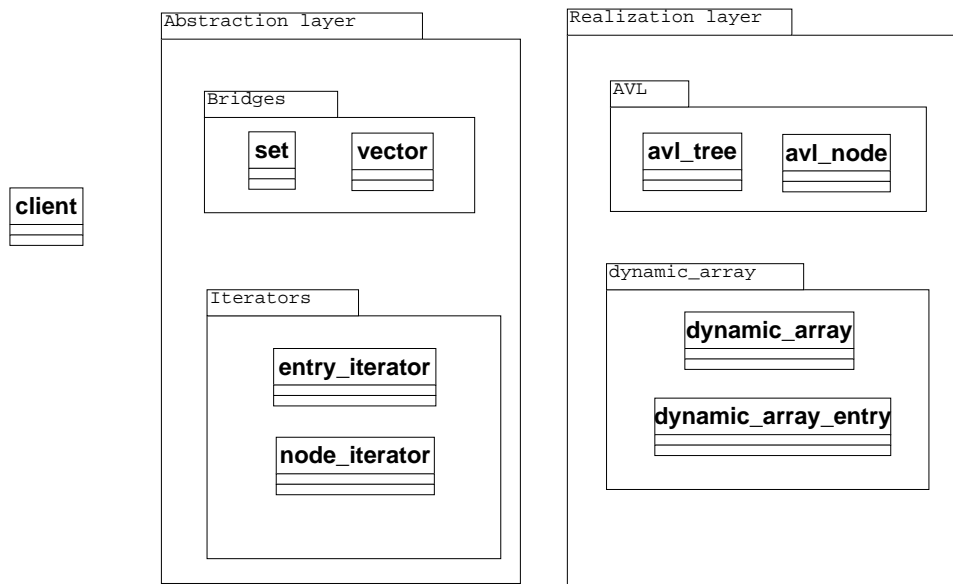 Abstraction layer
Bridges
set
vector
client
Iterators
entry_iterator
node_iterator
Realization layer
AVL
avl_tree
avl_node
dynamic_array
dynamic_array
dynamic_array_entry